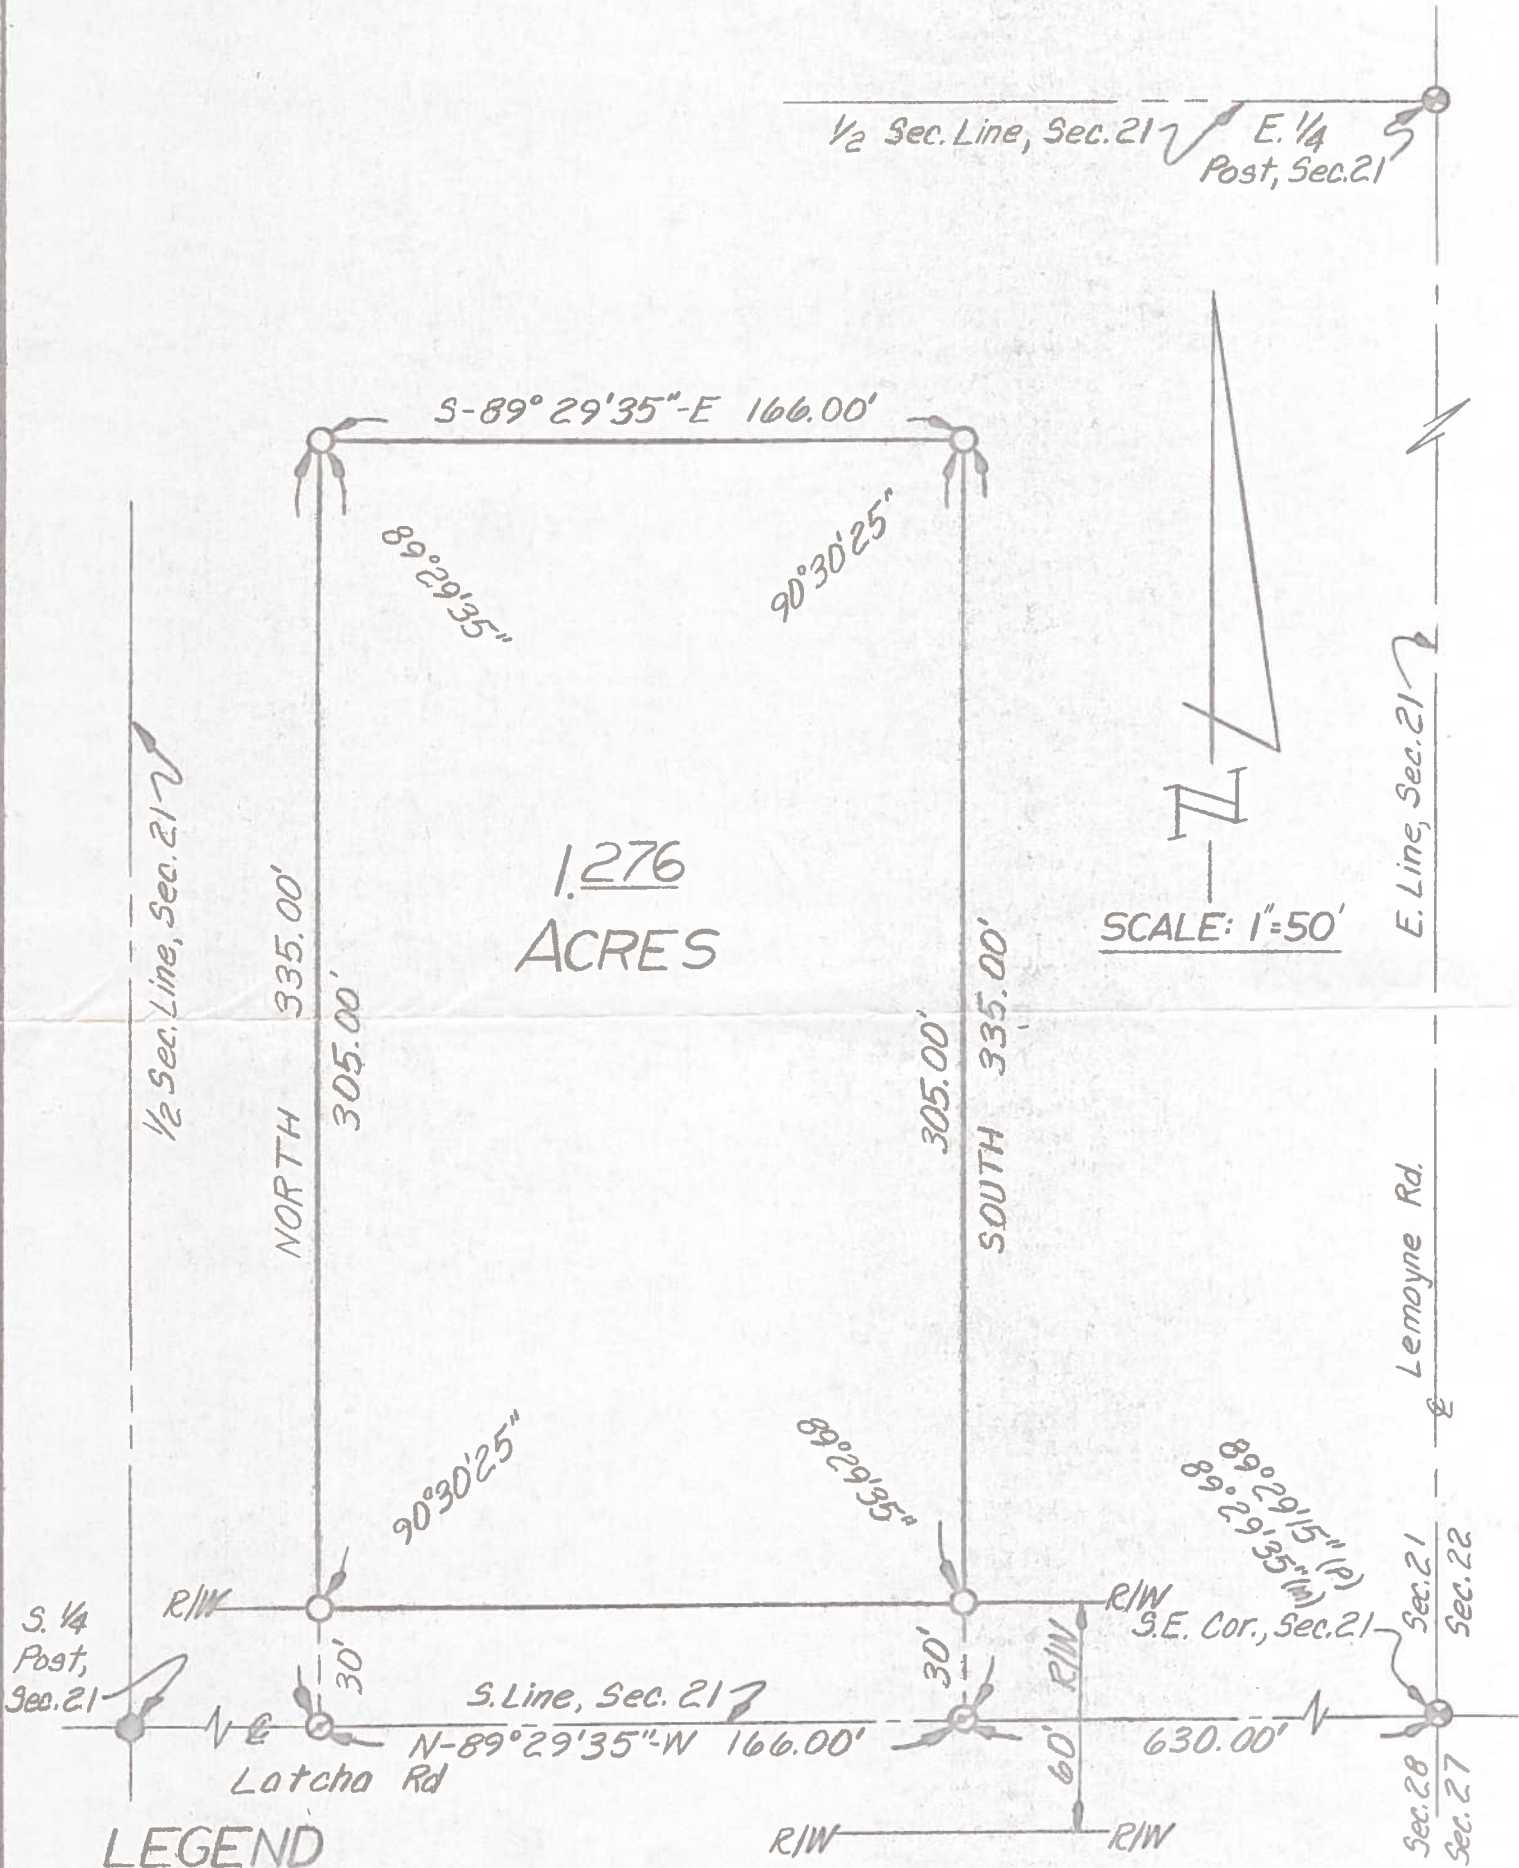 1/2 Sec. Line, Sec. 21
E. 1/4
Post, Sec. 21
S-89° 29'35"-E 166.00'
89°29'35"
90°30'25"
1/2 Sec. Line, Sec. 21
NORTH 335.00'
305.00'
1.276
ACRES
305.00'
SOUTH 335.00'
N
SCALE: 1"=50'
E. Line, Sec. 21
Lemoyne Rd.
℄
90°30'25"
89°29'35"
89°29'15" (P)
89°29'35" (M)
Sec. 21
Sec. 22
R/W
R/W
S.E. Cor., Sec. 21
S. 1/4
Post,
Sec. 21
30'
30'
R/W
60'
S. Line, Sec. 21
℄
N-89°29'35"-W 166.00'
630.00'
Latcha Rd
Sec. 28
Sec. 27
LEGEND
R/W
R/W